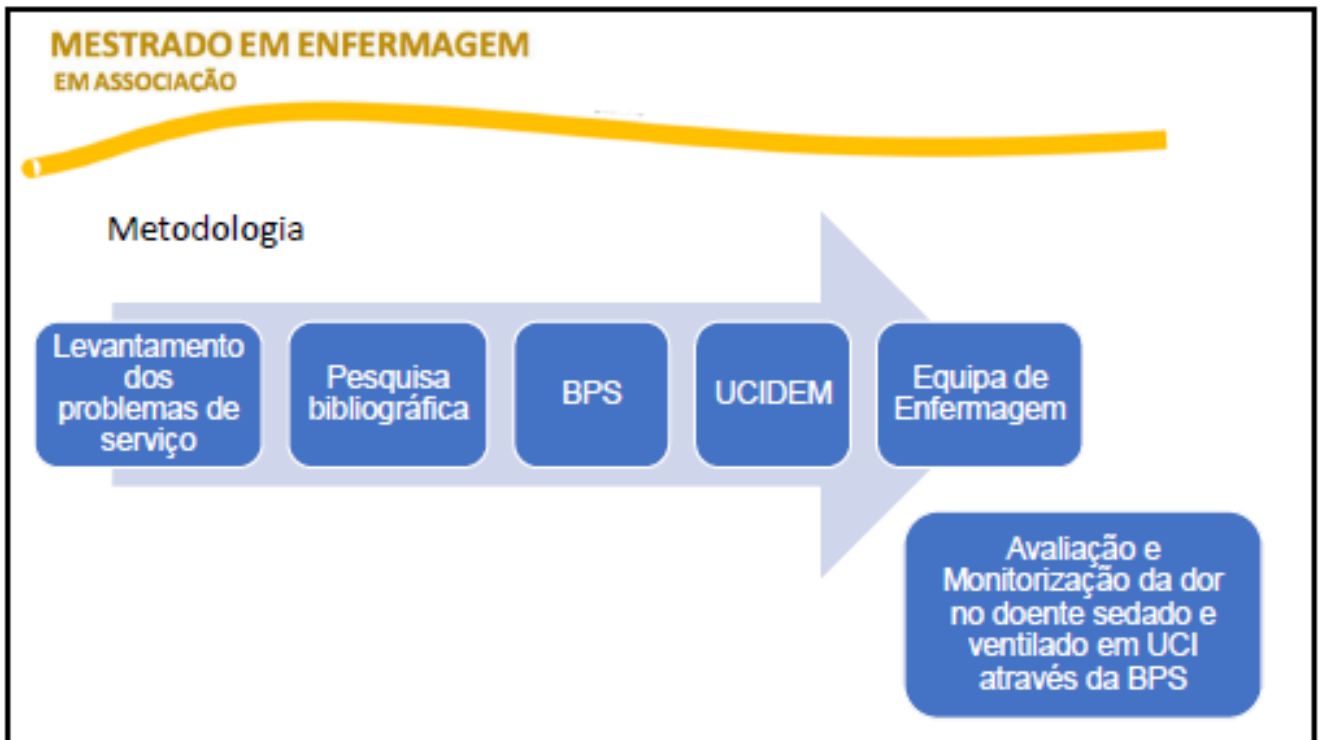 MESTRADO EM ENFERMAGEM
EM ASSOCIAÇÃO
Metodologia
Levantamento
dos
problemas de
serviço
Pesquisa
bibliográfica
BPS
UCIDEM
Equipa de
Enfermagem
Avaliação e
Monitorização da dor
no doente sedado e
ventilado em UCI
através da BPS